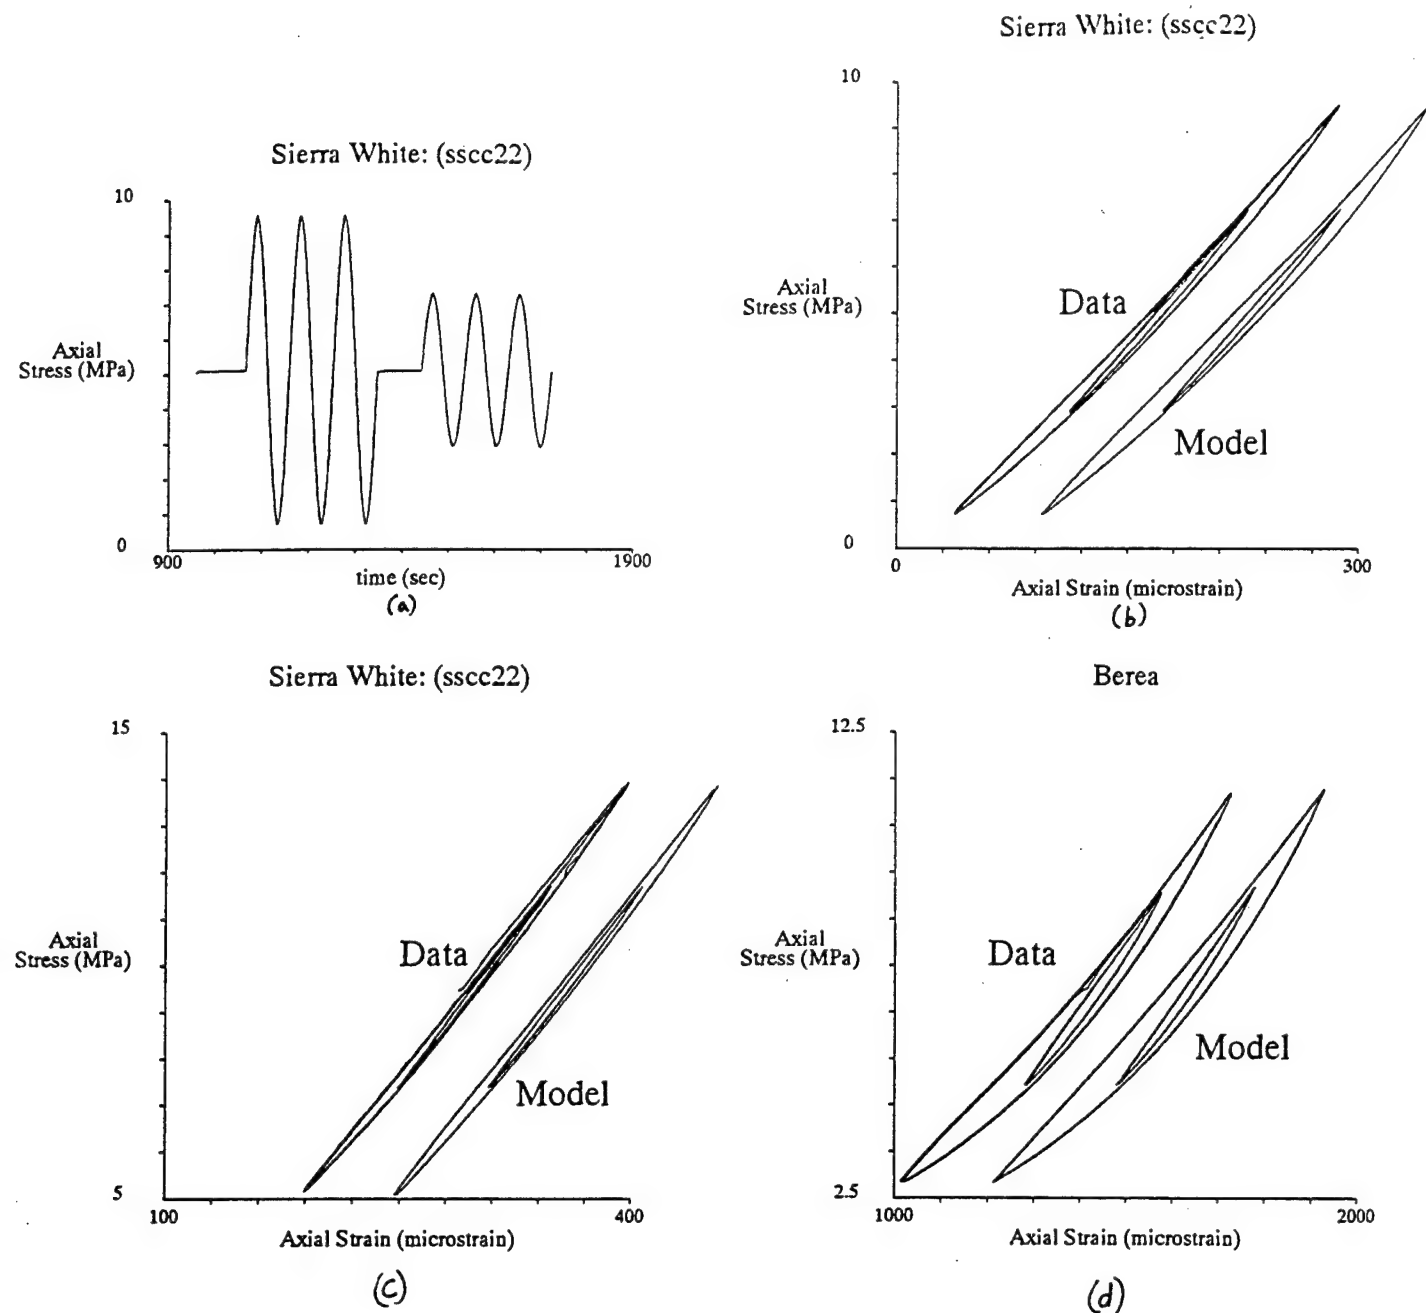 Sierra White: (sscc22)
10
Axial
Stress (MPa)
0
900
1900
time (sec)
(a)
Sierra White: (sscc22)
10
Axial
Stress (MPa)
Data
Model
0
0
300
Axial Strain (microstrain)
(b)
Sierra White: (sscc22)
15
Axial
Stress (MPa)
Data
Model
5
100
400
Axial Strain (microstrain)
(c)
Berea
12.5
Axial
Stress (MPa)
Data
Model
2.5
1000
2000
Axial Strain (microstrain)
(d)